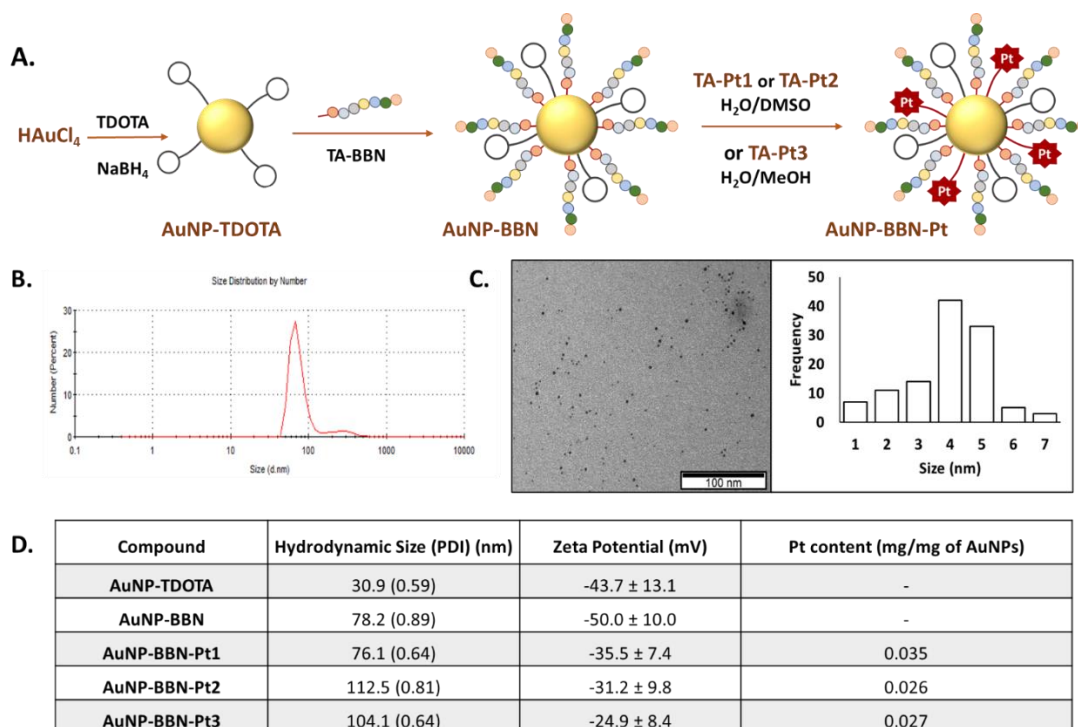 A.
HAuCl₄
TDOTA
NaBH₄
TA-BBN
TA-Pt1 or TA-Pt2
H₂O/DMSO
or TA-Pt3
H₂O/MeOH
Pt
Pt
Pt
Pt
AuNP-TDOTA
AuNP-BBN
AuNP-BBN-Pt
B.
Size Distribution by Number
Number (Percent)
30
20
10
0
0.1 1 10 100 1000 10000
Size (d.nm)
C.
100 nm
Frequency
50
40
30
20
10
0
1 2 3 4 5 6 7
Size (nm)
D.
Compound Hydrodynamic Size (PDI) (nm) Zeta Potential (mV) Pt content (mg/mg of AuNPs)
AuNP-TDOTA 30.9 (0.59) -43.7 ± 13.1 -
AuNP-BBN 78.2 (0.89) -50.0 ± 10.0 -
AuNP-BBN-Pt1 76.1 (0.64) -35.5 ± 7.4 0.035
AuNP-BBN-Pt2 112.5 (0.81) -31.2 ± 9.8 0.026
AuNP-BBN-Pt3 104.1 (0.64) -24.9 ± 8.4 0.027